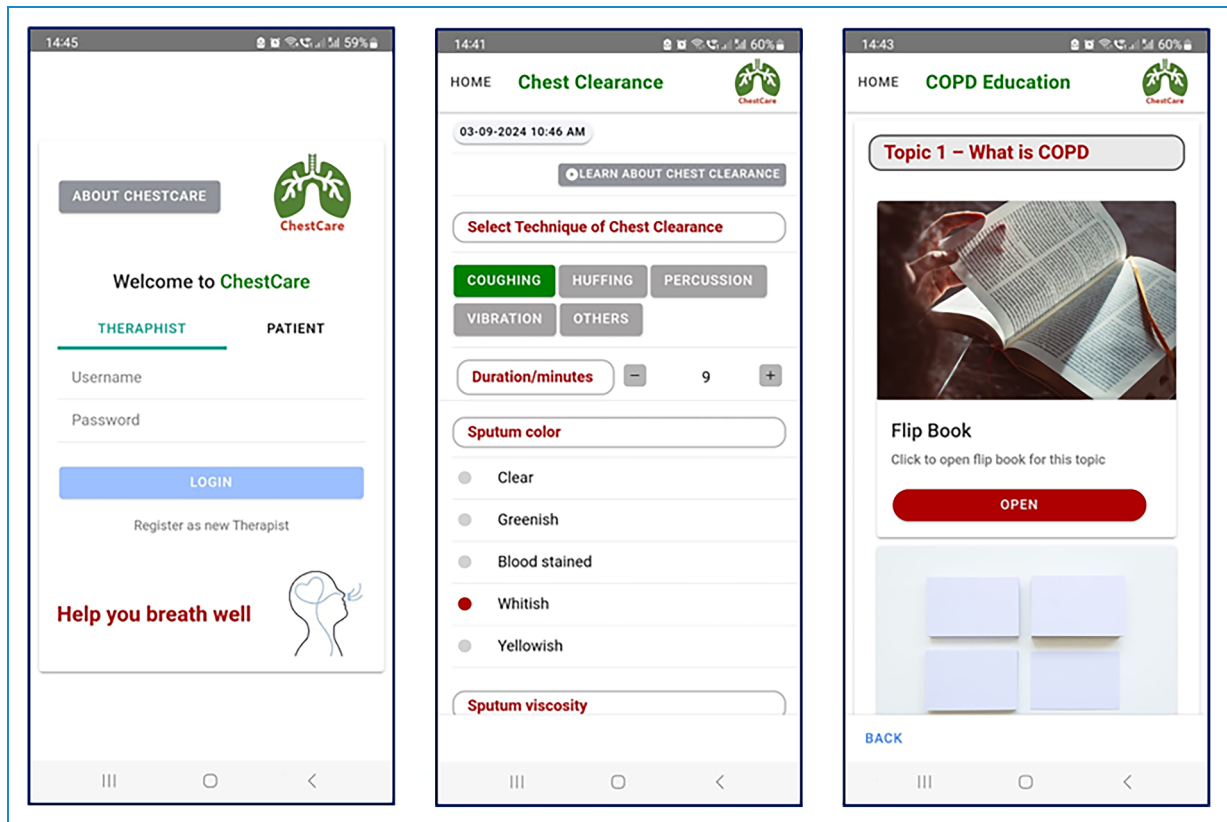 14:45
59%
ABOUT CHESTCARE
ChestCare
Welcome to ChestCare
THERAPHIST
PATIENT
Username
Password
LOGIN
Register as new Therapist
Help you breath well
14:41
60%
HOME
Chest Clearance
ChestCare
03-09-2024 10:46 AM
LEARN ABOUT CHEST CLEARANCE
Select Technique of Chest Clearance
COUGHING
HUFFING
PERCUSSION
VIBRATION
OTHERS
Duration/minutes
−
9
+
Sputum color
Clear
Greenish
Blood stained
Whitish
Yellowish
Sputum viscosity
14:43
60%
HOME
COPD Education
ChestCare
Topic 1 – What is COPD
Flip Book
Click to open flip book for this topic
OPEN
BACK